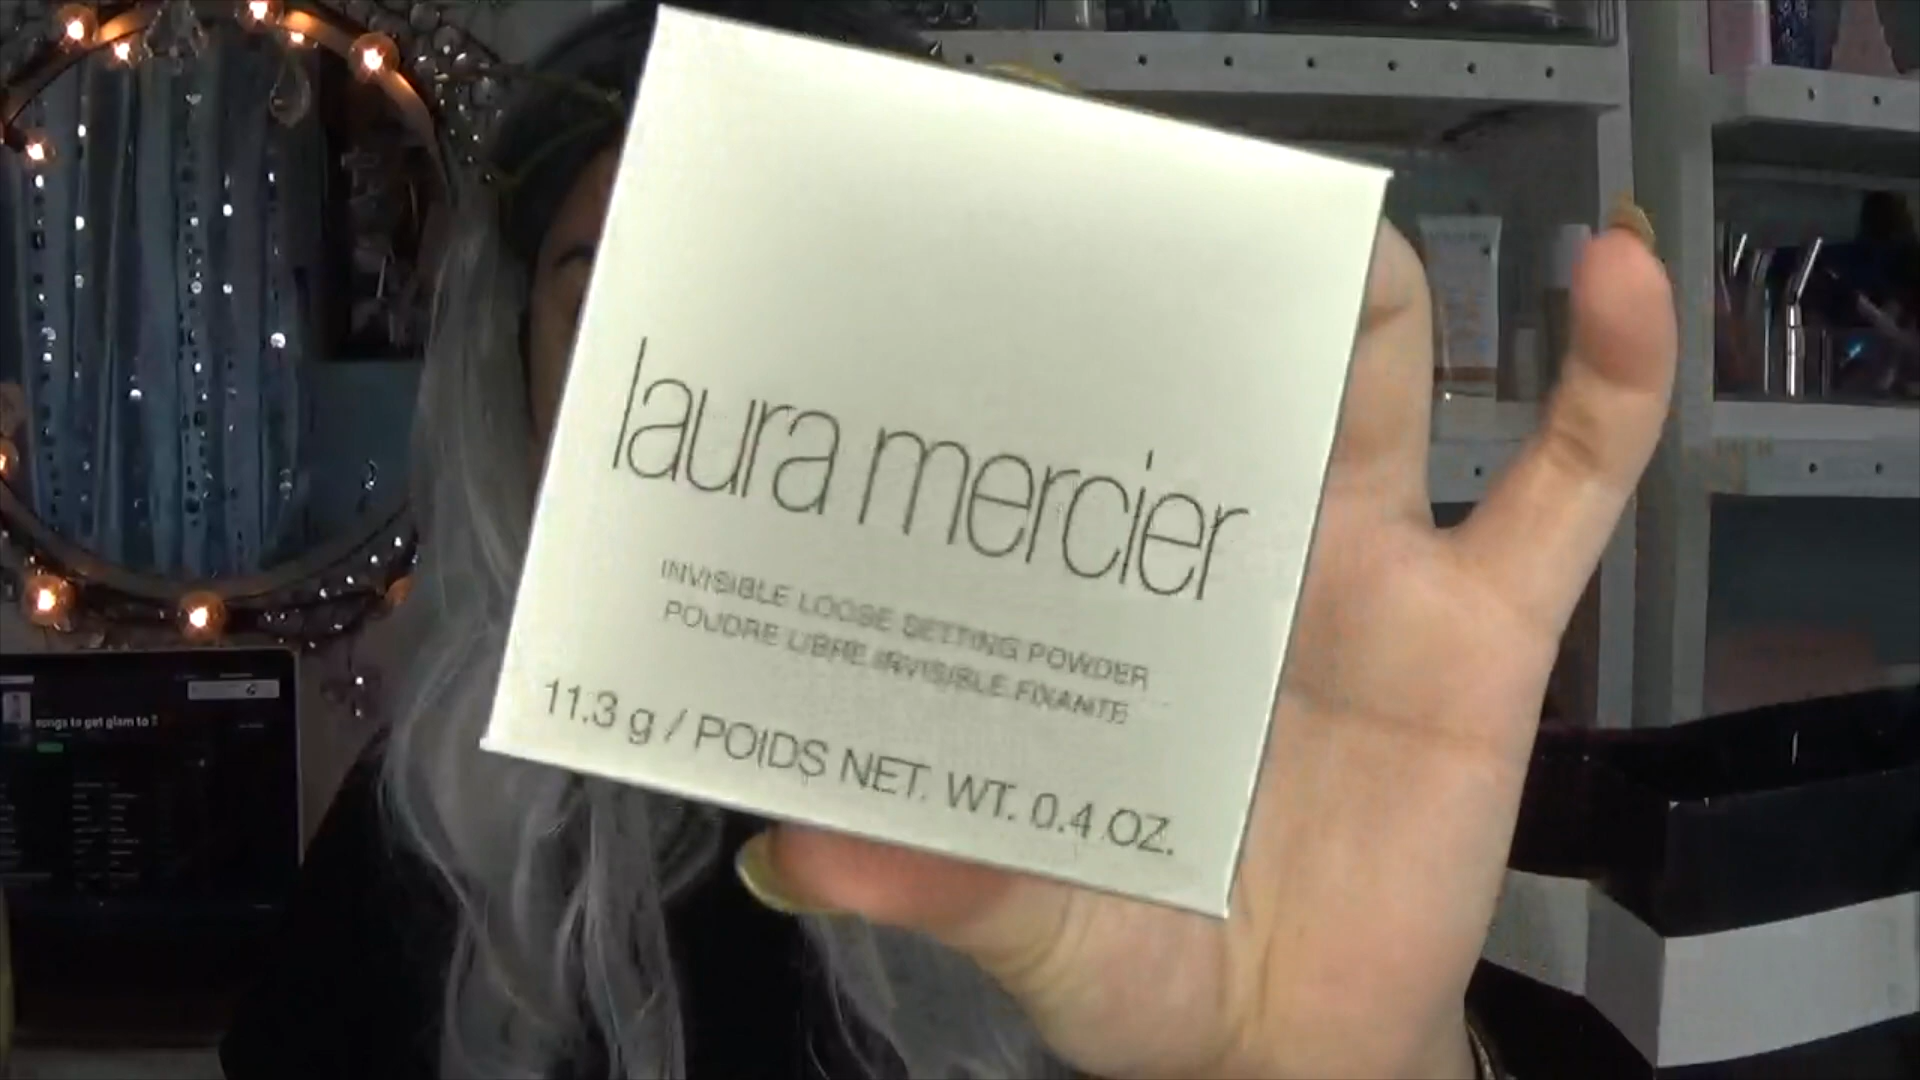 laura mercier
INVISIBLE LOOSE SETTING POWDER
POUDRE LIBRE INVISIBLE FIXANTE
11.3 g / POIDS NET. WT. 0.4 OZ.
songs to get glam to